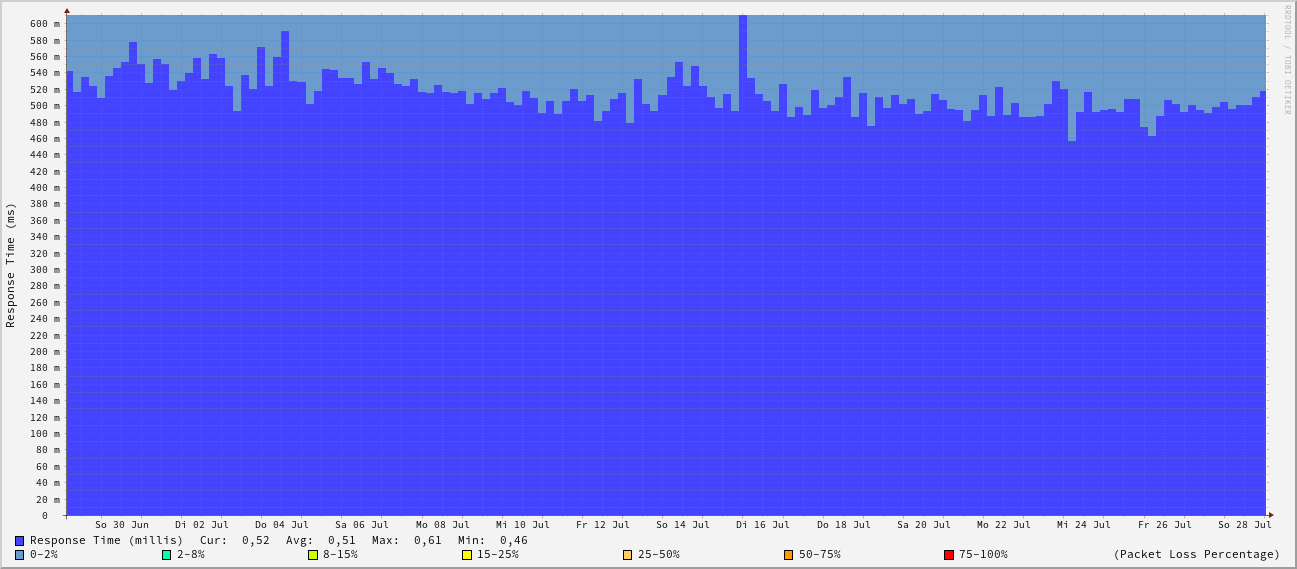 RRDTOOL / TOBI OETIKER
Response Time (ms)
600 m
580 m
560 m
540 m
520 m
500 m
480 m
460 m
440 m
420 m
400 m
380 m
360 m
340 m
320 m
300 m
280 m
260 m
240 m
220 m
200 m
180 m
160 m
140 m
120 m
100 m
80 m
60 m
40 m
20 m
0
So 30 Jun Di 02 Jul Do 04 Jul Sa 06 Jul Mo 08 Jul Mi 10 Jul Fr 12 Jul So 14 Jul Di 16 Jul Do 18 Jul Sa 20 Jul Mo 22 Jul Mi 24 Jul Fr 26 Jul So 28 Jul
Response Time (millis) Cur: 0,52 Avg: 0,51 Max: 0,61 Min: 0,46
0-2% 2-8% 8-15% 15-25% 25-50% 50-75% 75-100% (Packet Loss Percentage)